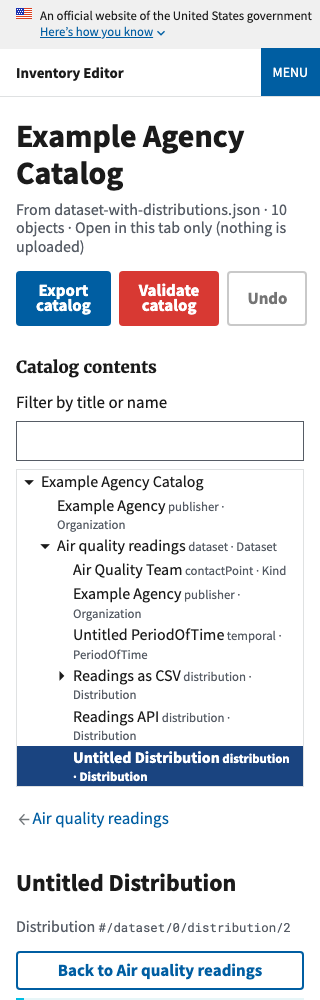 An official website of the United States government
Here's how you know
Inventory Editor
MENU
Example Agency
Catalog
From dataset-with-distributions.json · 10
objects · Open in this tab only (nothing is
uploaded)
Export
catalog
Validate
catalog
Undo
Catalog contents
Filter by title or name
Example Agency Catalog
Example Agency publisher ·
Organization
Air quality readings dataset · Dataset
Air Quality Team contactPoint · Kind
Example Agency publisher ·
Organization
Untitled PeriodOfTime temporal ·
PeriodOfTime
Readings as CSV distribution ·
Distribution
Readings API distribution ·
Distribution
Untitled Distribution distribution
· Distribution
← Air quality readings
Untitled Distribution
Distribution #/dataset/0/distribution/2
Back to Air quality readings